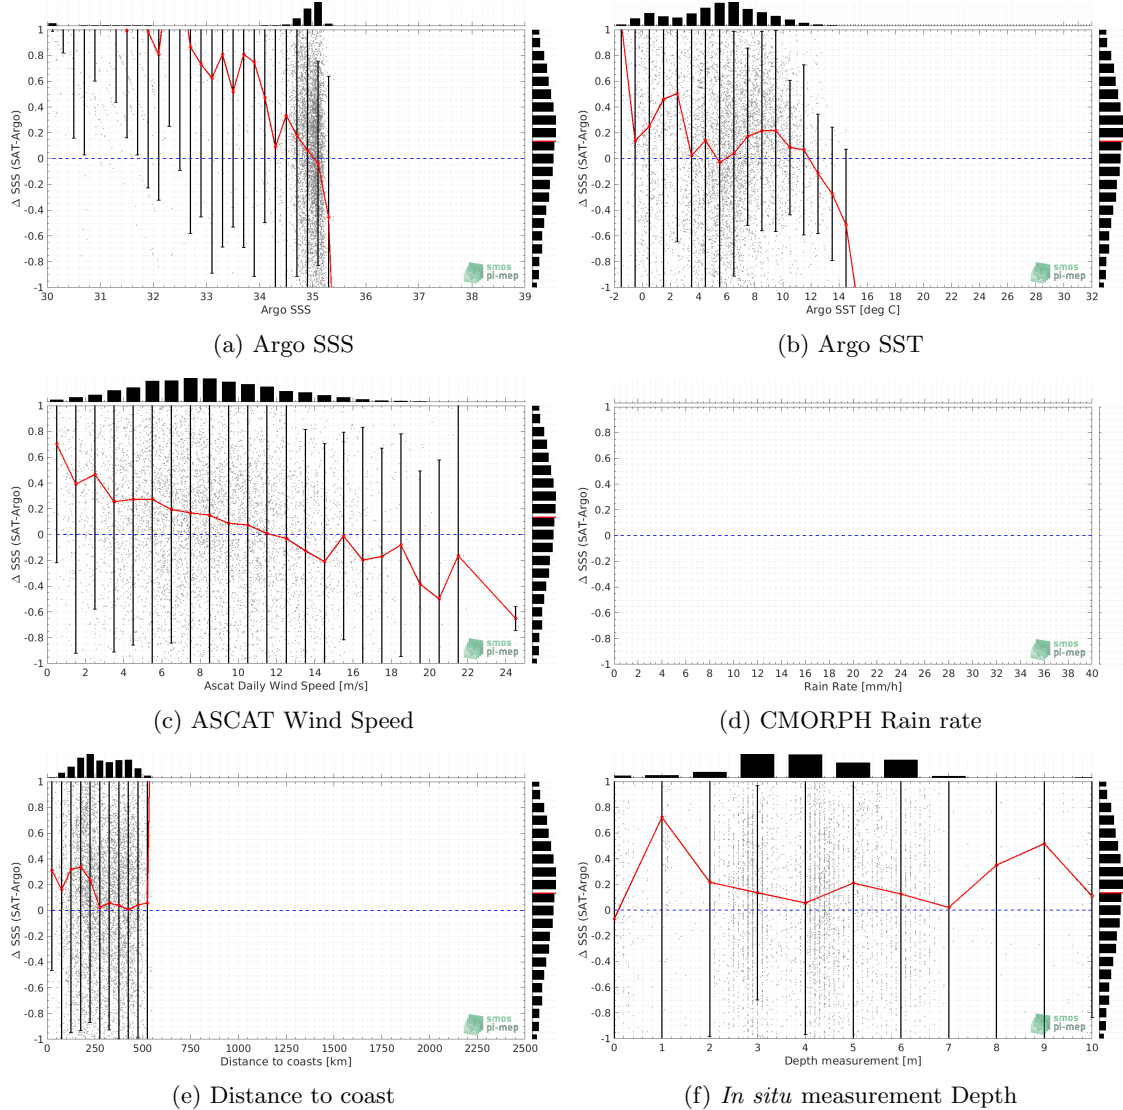 1
0.8
0.6
0.4
0.2
0
-0.2
-0.4
-0.6
-0.8
-1
Δ SSS (SAT-Argo)
30 31 32 33 34 35 36 37 38 39
Argo SSS
smos
pi-mep
(a) Argo SSS
1
0.8
0.6
0.4
0.2
0
-0.2
-0.4
-0.6
-0.8
-1
Δ SSS (SAT-Argo)
-2 0 2 4 6 8 10 12 14 16 18 20 22 24 26 28 30 32
Argo SST [deg C]
smos
pi-mep
(b) Argo SST
1
0.8
0.6
0.4
0.2
0
-0.2
-0.4
-0.6
-0.8
-1
Δ SSS (SAT-Argo)
0 2 4 6 8 10 12 14 16 18 20 22 24
Ascat Daily Wind Speed [m/s]
smos
pi-mep
(c) ASCAT Wind Speed
1
0.8
0.6
0.4
0.2
0
-0.2
-0.4
-0.6
-0.8
-1
Δ SSS (SAT-Argo)
0 2 4 6 8 10 12 14 16 18 20 22 24 26 28 30 32 34 36 38 40
Rain Rate [mm/h]
smos
pi-mep
(d) CMORPH Rain rate
1
0.8
0.6
0.4
0.2
0
-0.2
-0.4
-0.6
-0.8
-1
Δ SSS (SAT-Argo)
0 250 500 750 1000 1250 1500 1750 2000 2250 2500
Distance to coasts [km]
smos
pi-mep
(e) Distance to coast
1
0.8
0.6
0.4
0.2
0
-0.2
-0.4
-0.6
-0.8
-1
Δ SSS (SAT-Argo)
0 1 2 3 4 5 6 7 8 9 10
Depth measurement [m]
smos
pi-mep
(f) In situ measurement Depth